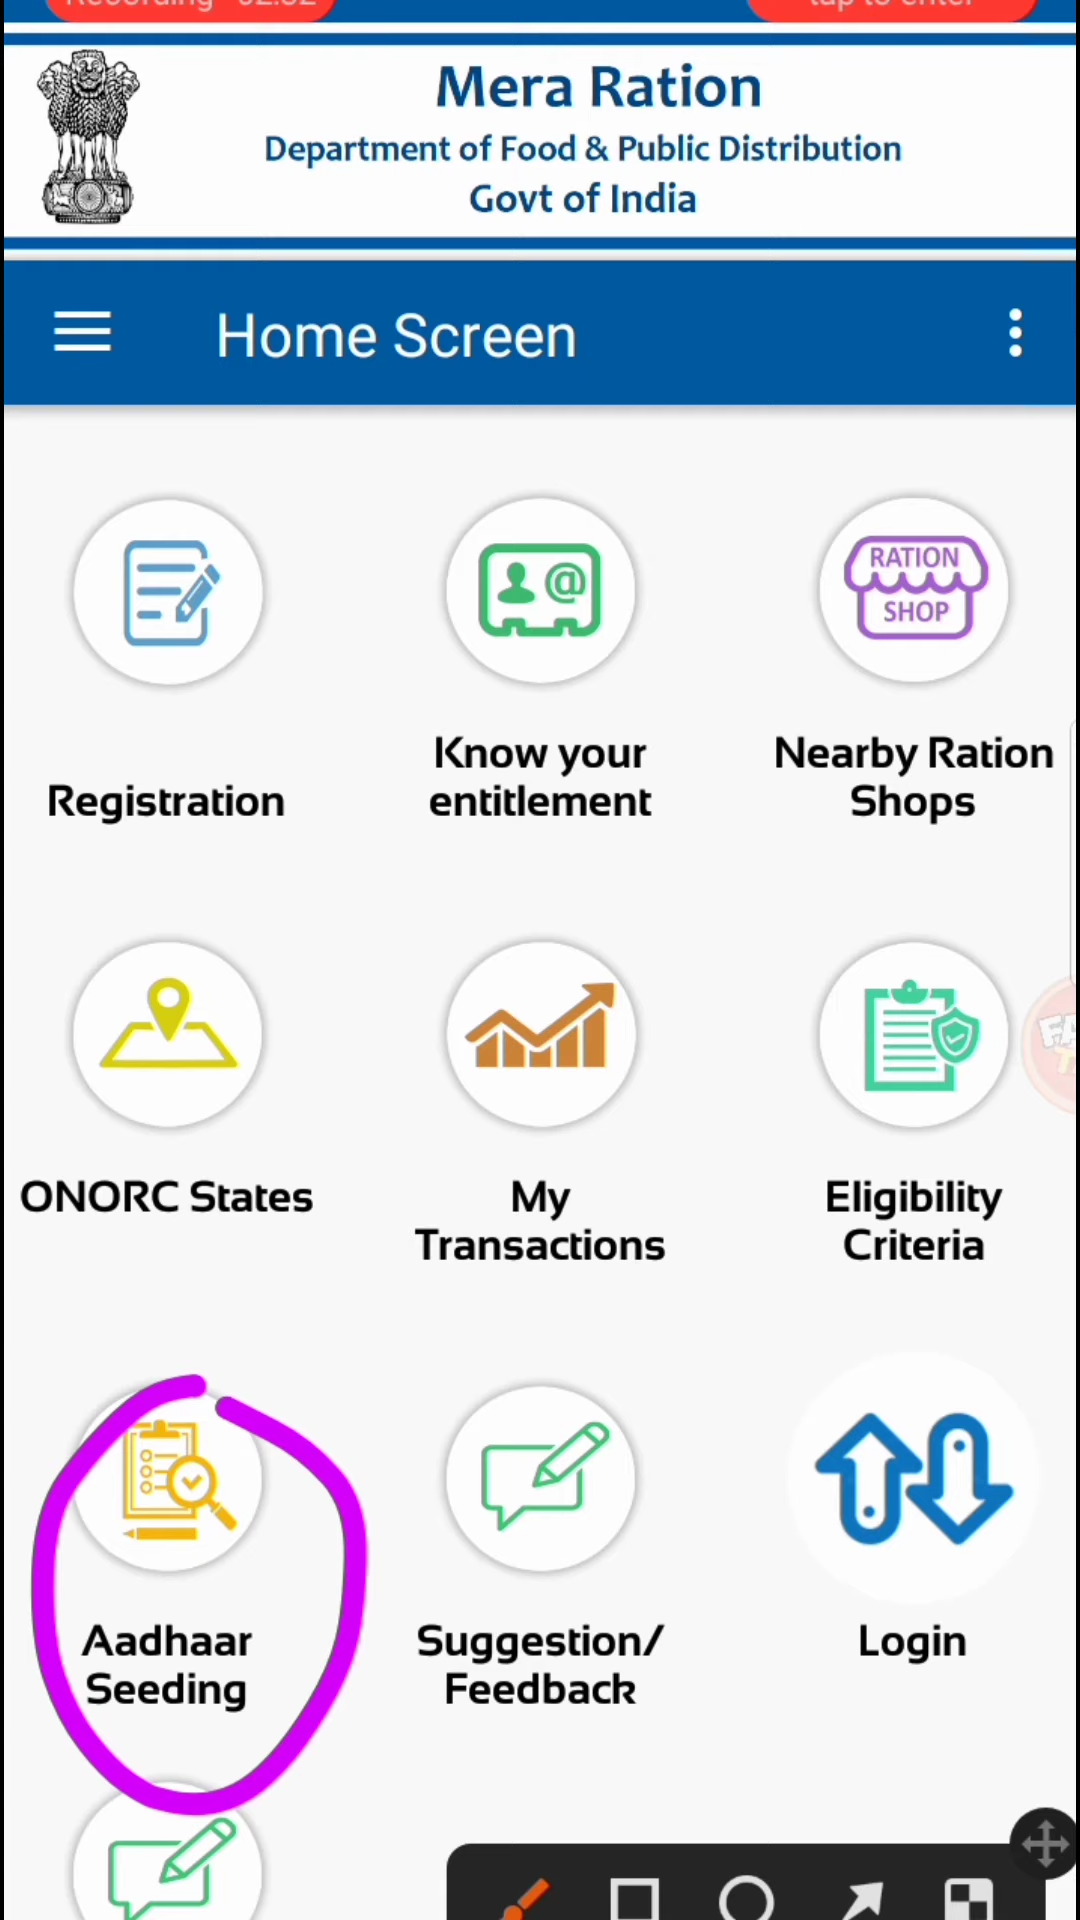 Mera Ration
Department of Food & Public Distribution
Govt of India
Home Screen
RATION
SHOP
Registration
Know your
entitlement
Nearby Ration
Shops
ONORC States
My
Transactions
Eligibility
Criteria
Aadhaar
Seeding
Suggestion/
Feedback
Login